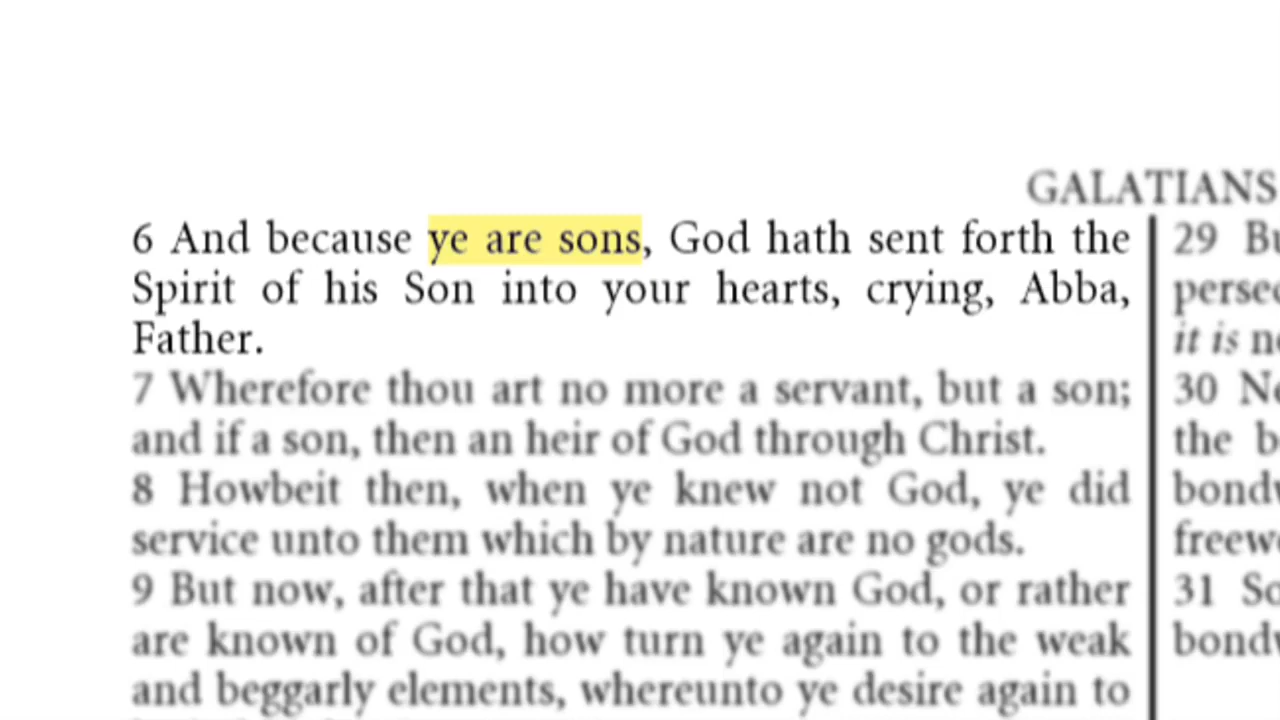 GALATIANS
6 And because ye are sons, God hath sent forth the
Spirit of his Son into your hearts, crying, Abba,
Father.
7 Wherefore thou art no more a servant, but a son;
and if a son, then an heir of God through Christ.
8 Howbeit then, when ye knew not God, ye did
service unto them which by nature are no gods.
9 But now, after that ye have known God, or rather
are known of God, how turn ye again to the weak
and beggarly elements, whereunto ye desire again to
29
it is
30
the
31